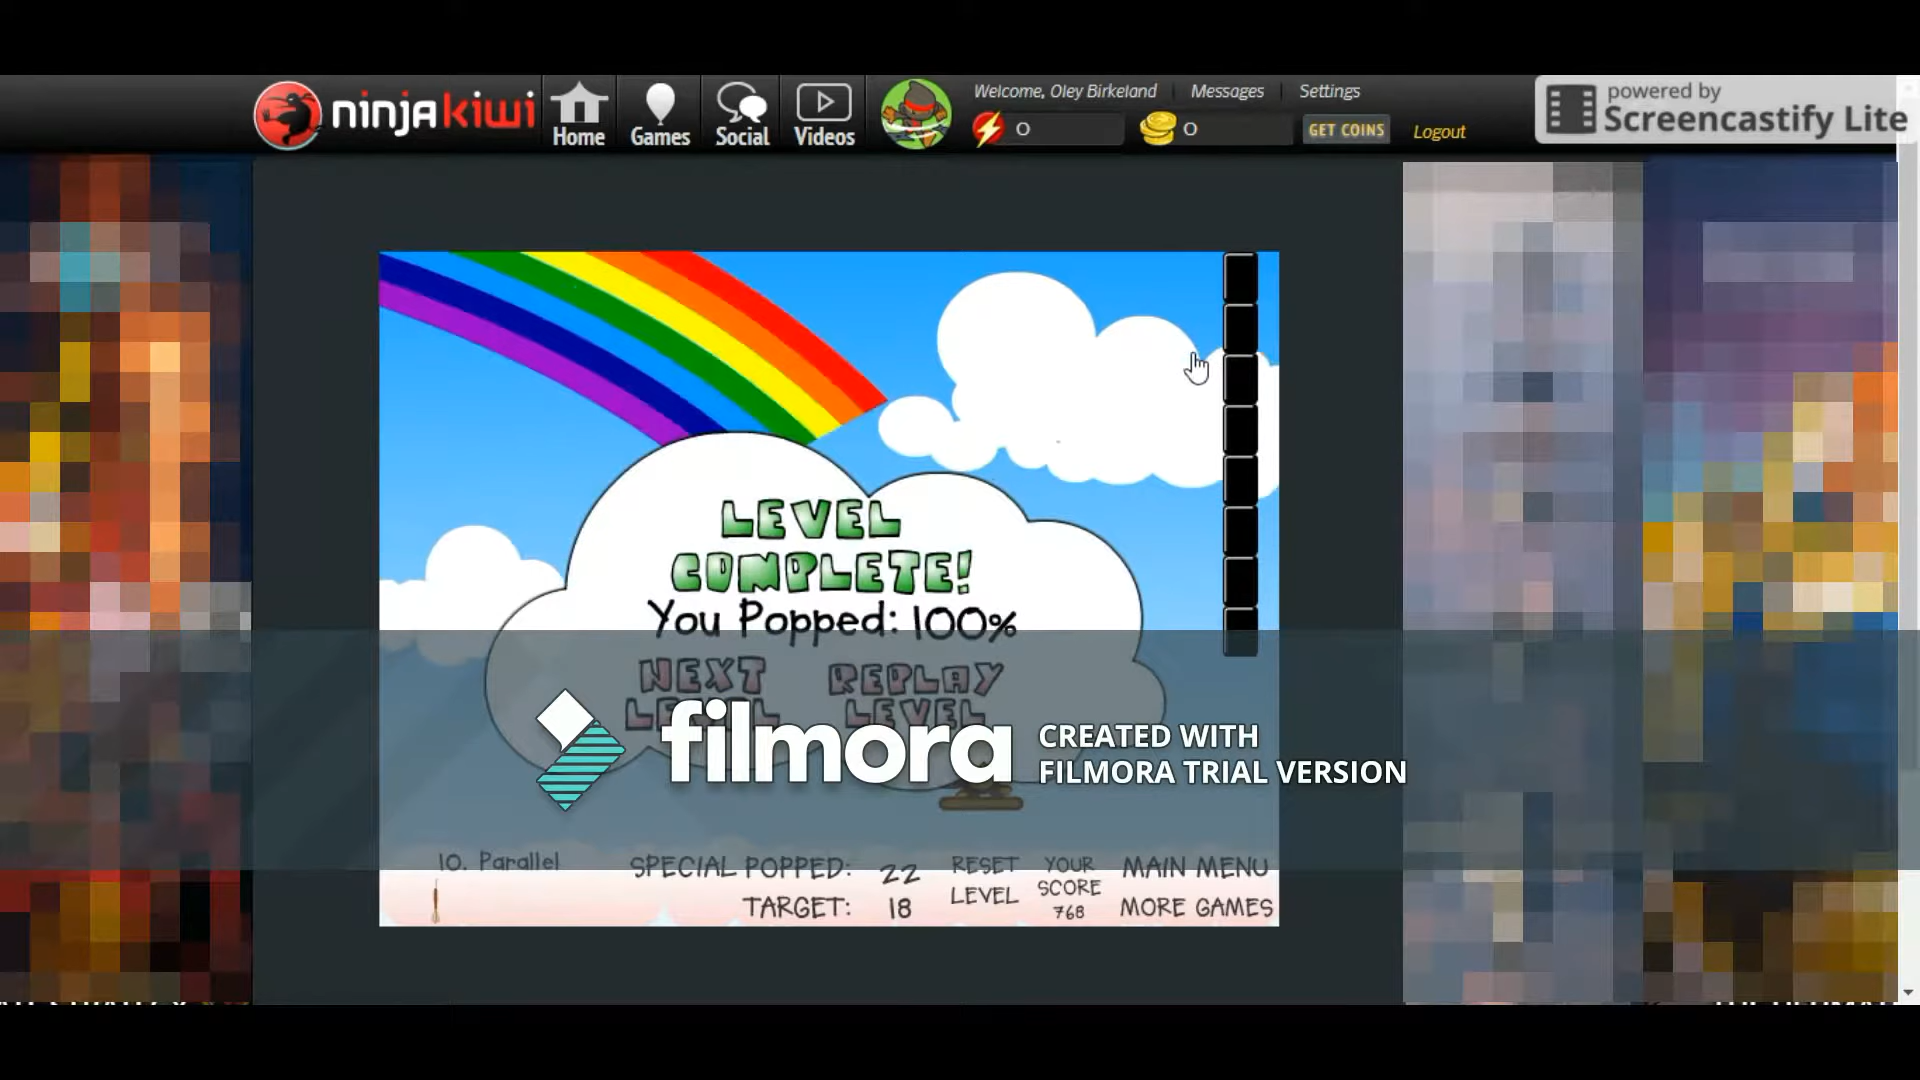 ninjakiwi
Home
Games
Social
Videos
Welcome, Oley Birkeland
Messages
Settings
0
0
GET COINS
Logout
powered by
Screencastify Lite
LEVEL
COMPLETE!
You Popped: 100%
NEXT
LEVEL
REPLAY
LEVEL
filmora
CREATED WITH
FILMORA TRIAL VERSION
10. Parallel
SPECIAL POPPED: 22
TARGET: 18
RESET
LEVEL
YOUR
SCORE
768
MAIN MENU
MORE GAMES